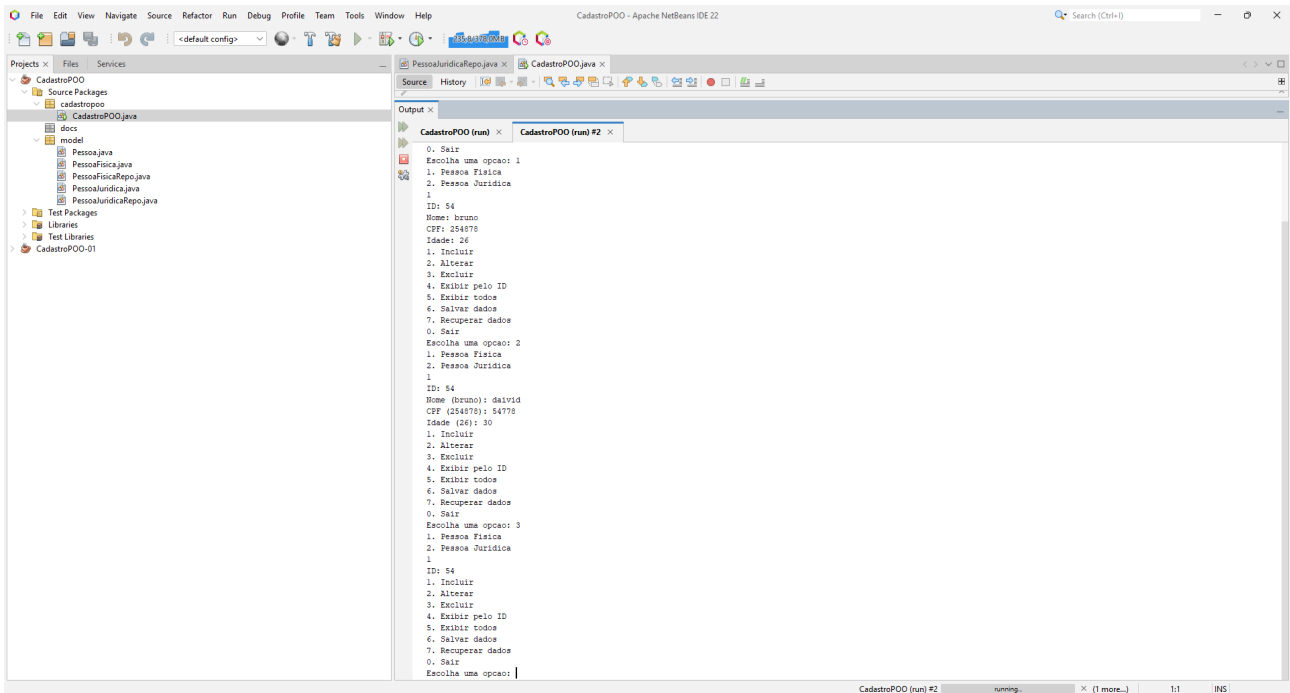 File Edit View Navigate Source Refactor Run Debug Profile Team Tools Window Help CadastroPOO - Apache NetBeans IDE 22 Search (Ctrl+I)
<default config>
Projects Files Services
CadastroPOO
Source Packages
cadastropoo
CadastroPOO.java
docs
model
Pessoa.java
PessoaFisica.java
PessoaFisicaRepo.java
PessoaJuridica.java
PessoaJuridicaRepo.java
Test Packages
Libraries
Test Libraries
CadastroPOO-01
PessoaJuridicaRepo.java CadastroPOO.java
Source History
Output
CadastroPOO (run) CadastroPOO (run) #2
0. Sair
Escolha uma opcao: 1
1. Pessoa Fisica
2. Pessoa Juridica
1
ID: 54
Nome: bruno
CPF: 254878
Idade: 26
1. Incluir
2. Alterar
3. Excluir
4. Exibir pelo ID
5. Exibir todos
6. Salvar dados
7. Recuperar dados
0. Sair
Escolha uma opcao: 2
1. Pessoa Fisica
2. Pessoa Juridica
1
ID: 54
Nome (bruno): daivid
CPF (254878): 54778
Idade (26): 30
1. Incluir
2. Alterar
3. Excluir
4. Exibir pelo ID
5. Exibir todos
6. Salvar dados
7. Recuperar dados
0. Sair
Escolha uma opcao: 3
1. Pessoa Fisica
2. Pessoa Juridica
1
ID: 54
1. Incluir
2. Alterar
3. Excluir
4. Exibir pelo ID
5. Exibir todos
6. Salvar dados
7. Recuperar dados
0. Sair
Escolha uma opcao:
CadastroPOO (run) #2 running... (1 more...) 1:1 INS